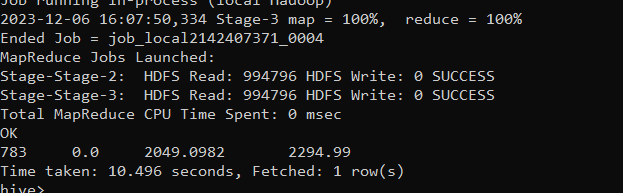 Job running in-process (local Hadoop)
2023-12-06 16:07:50,334 Stage-3 map = 100%,  reduce = 100%
Ended Job = job_local2142407371_0004
MapReduce Jobs Launched:
Stage-Stage-2:  HDFS Read: 994796 HDFS Write: 0 SUCCESS
Stage-Stage-3:  HDFS Read: 994796 HDFS Write: 0 SUCCESS
Total MapReduce CPU Time Spent: 0 msec
OK
783     0.0     2049.0982       2294.99
Time taken: 10.496 seconds, Fetched: 1 row(s)
hive>